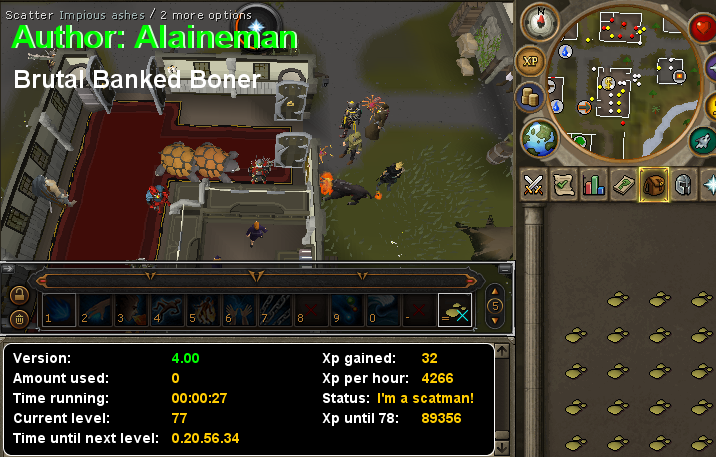 Scatter Impious ashes / 2 more options
Author: Alaineman
Brutal Banked Boner
XP
1 2 3 4 5 6 7 8 9 0 - =
5
Version: 4.00 Xp gained: 32
Amount used: 0 Xp per hour: 4266
Time running: 00:00:27 Status: I'm a scatman!
Current level: 77 Xp until 78: 89356
Time until next level: 0.20.56.34